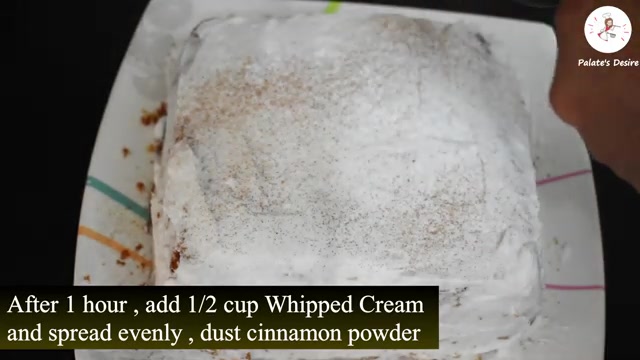 Palate's Desire
After 1 hour , add 1/2 cup Whipped Cream
and spread evenly , dust cinnamon powder